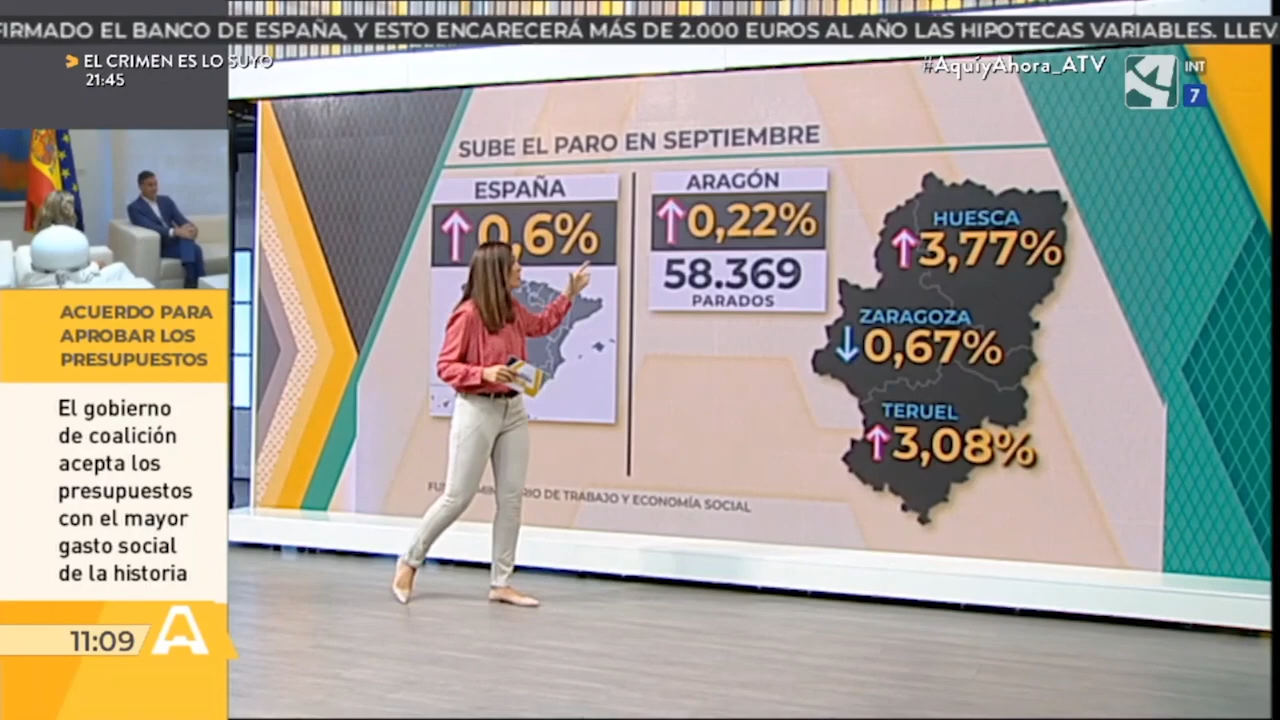 FIRMADO EL BANCO DE ESPAÑA, Y ESTO ENCARECERÁ MÁS DE 2.000 EUROS AL AÑO LAS HIPOTECAS VARIABLES. LLEV
EL CRIMEN ES LO SUYO
21:45
#AquíyAhora_ATV
INT
7
SUBE EL PARO EN SEPTIEMBRE
ESPAÑA
0,6%
ARAGÓN
0,22%
58.369
PARADOS
HUESCA
3,77%
ZARAGOZA
0,67%
TERUEL
3,08%
DE TRABAJO Y ECONOMÍA SOCIAL
ACUERDO PARA
APROBAR LOS
PRESUPUESTOS
El gobierno
de coalición
acepta los
presupuestos
con el mayor
gasto social
de la historia
11:09
A